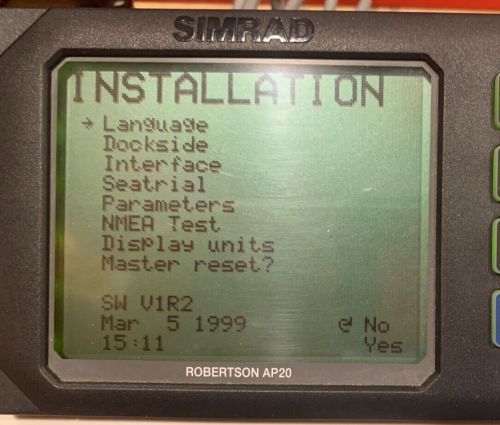 SIMRAD
INSTALLATION
→ Language
Dockside
Interface
Seatrial
Parameters
NMEA Test
Display units
Master reset?
SW V1R2
Mar 5 1999 No
15:11 Yes
ROBERTSON AP20